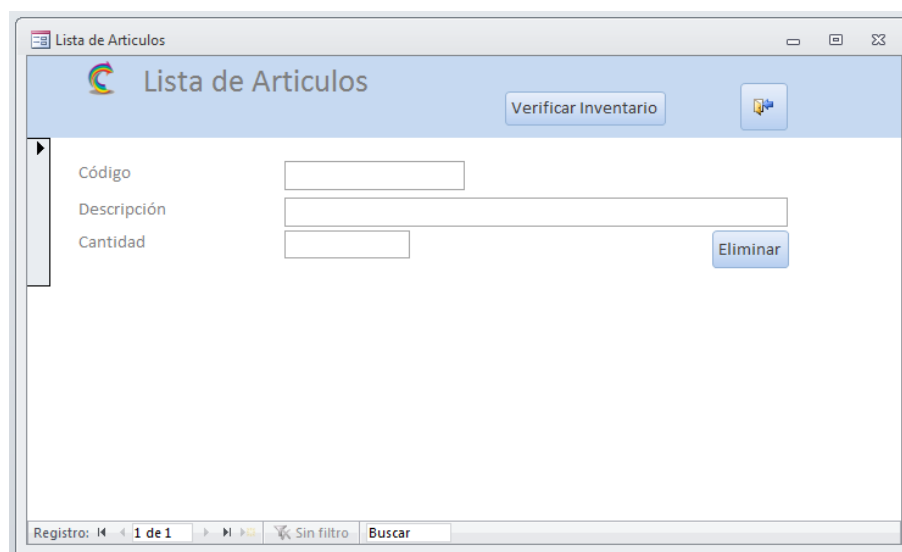 Lista de Articulos
Lista de Articulos
Verificar Inventario
Código
Descripción
Cantidad
Eliminar
Registro: 1 de 1 Sin filtro Buscar